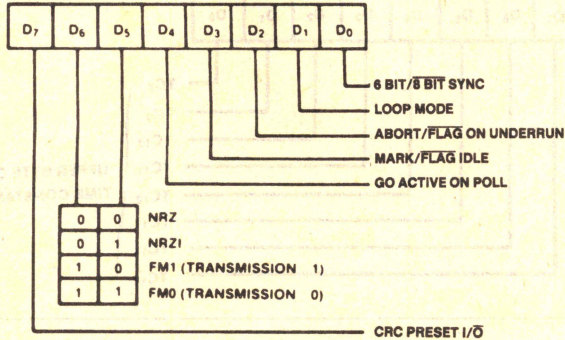 D7 D6 D5 D4 D3 D2 D1 D0
6 BIT/8 BIT SYNC
LOOP MODE
ABORT/FLAG ON UNDERRUN
MARK/FLAG IDLE
GO ACTIVE ON POLL
0 0 NRZ
0 1 NRZI
1 0 FM1 (TRANSMISSION 1)
1 1 FM0 (TRANSMISSION 0)
CRC PRESET I/O